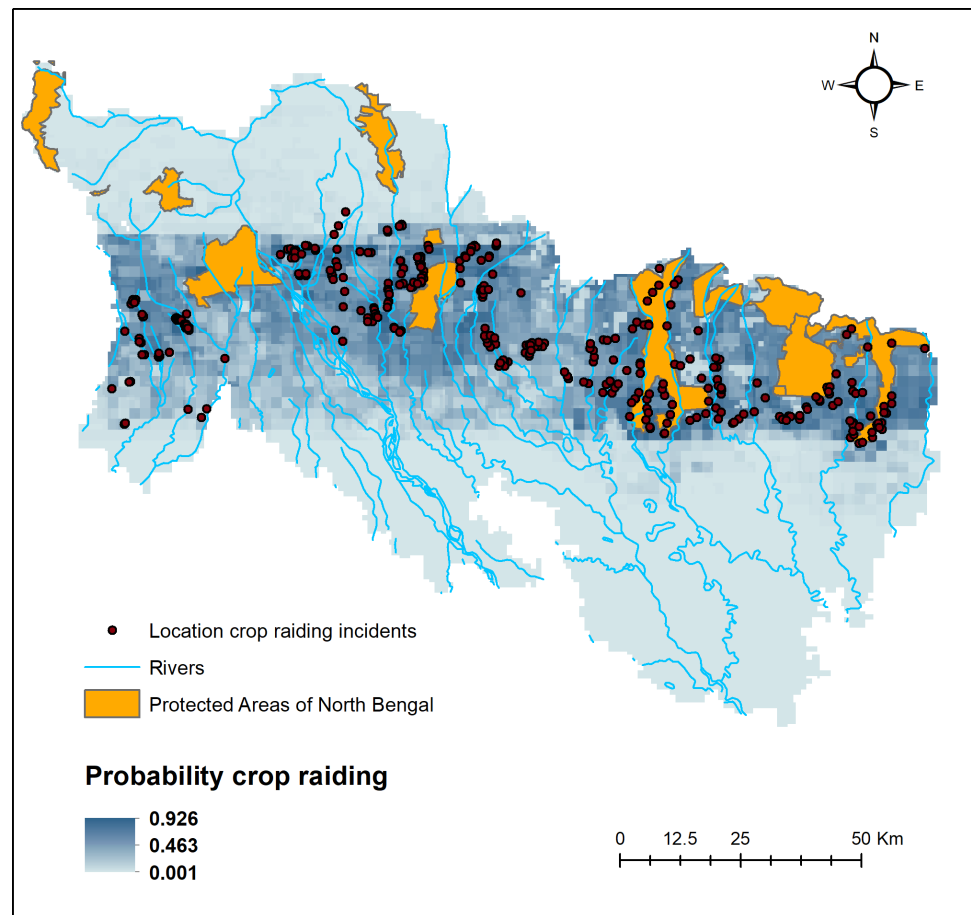 N
W E
S
Location crop raiding incidents
Rivers
Protected Areas of North Bengal
Probability crop raiding
0.926
0.463
0.001
0 12.5 25 50 Km